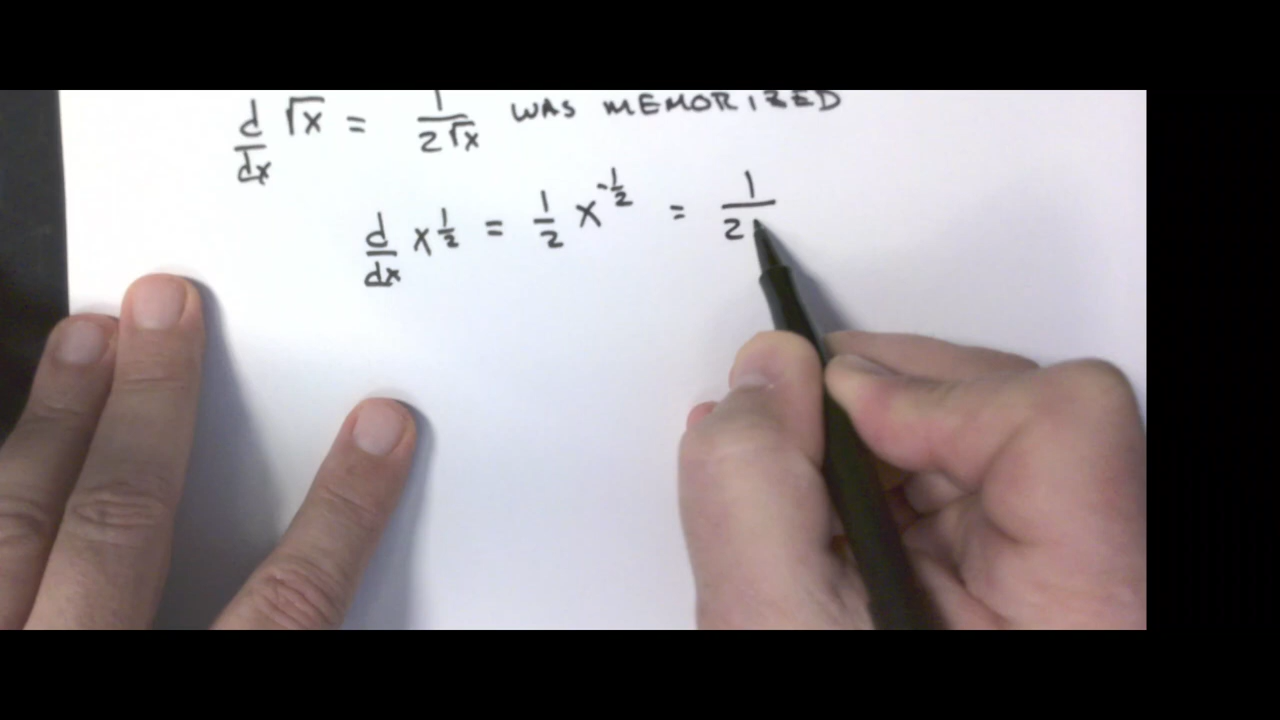 d/dx √x = 1/(2√x) WAS MEMORIZED
d/dx x^(1/2) = 1/2 x^(-1/2) = 1/2